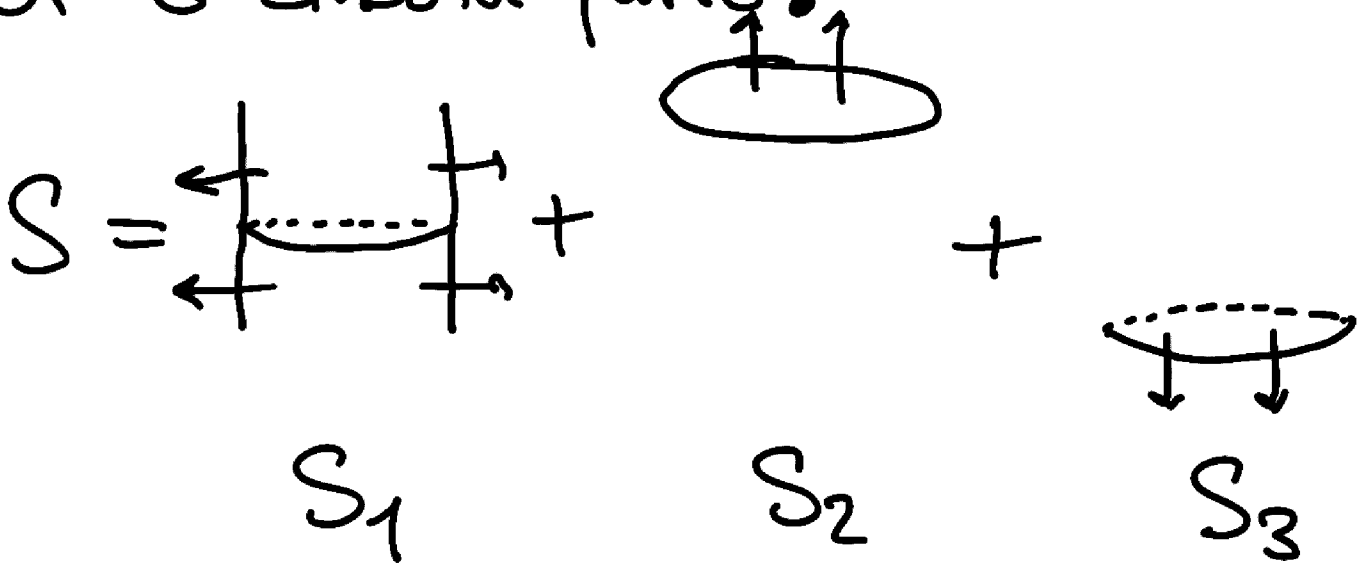 S = + +
S₁ S₂ S₃